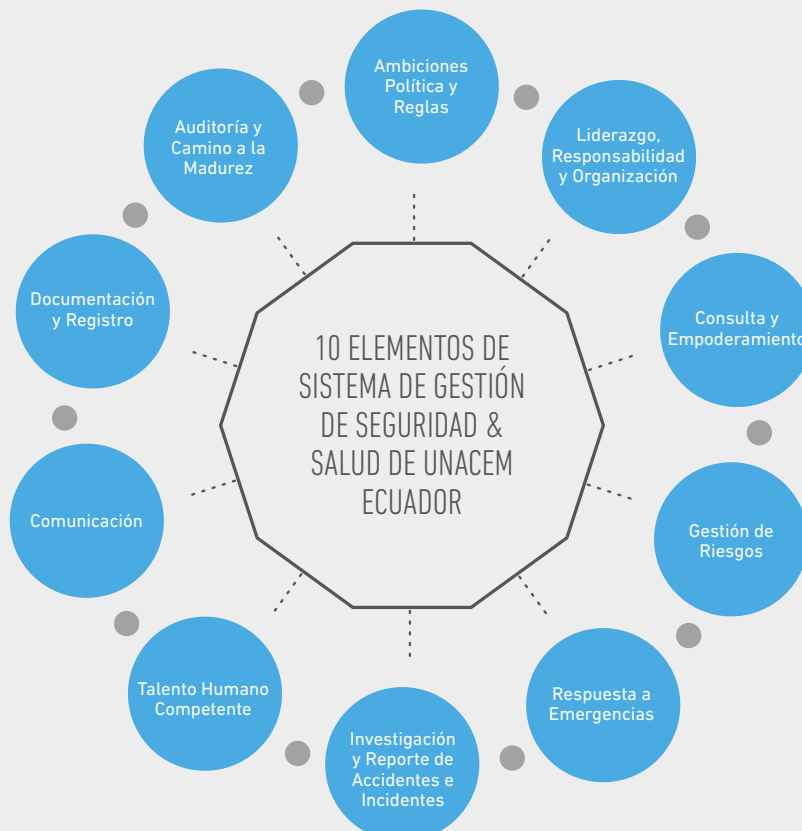 Ambiciones
Política y
Reglas
Liderazgo,
Responsabilidad
y Organización
Consulta y
Empoderamiento
Gestión de
Riesgos
Respuesta a
Emergencias
Investigación
y Reporte de
Accidentes e
Incidentes
Talento Humano
Competente
Comunicación
Documentación
y Registro
Auditoría y
Camino a la
Madurez
10 ELEMENTOS DE
SISTEMA DE GESTIÓN
DE SEGURIDAD &
SALUD DE UNACEM
ECUADOR